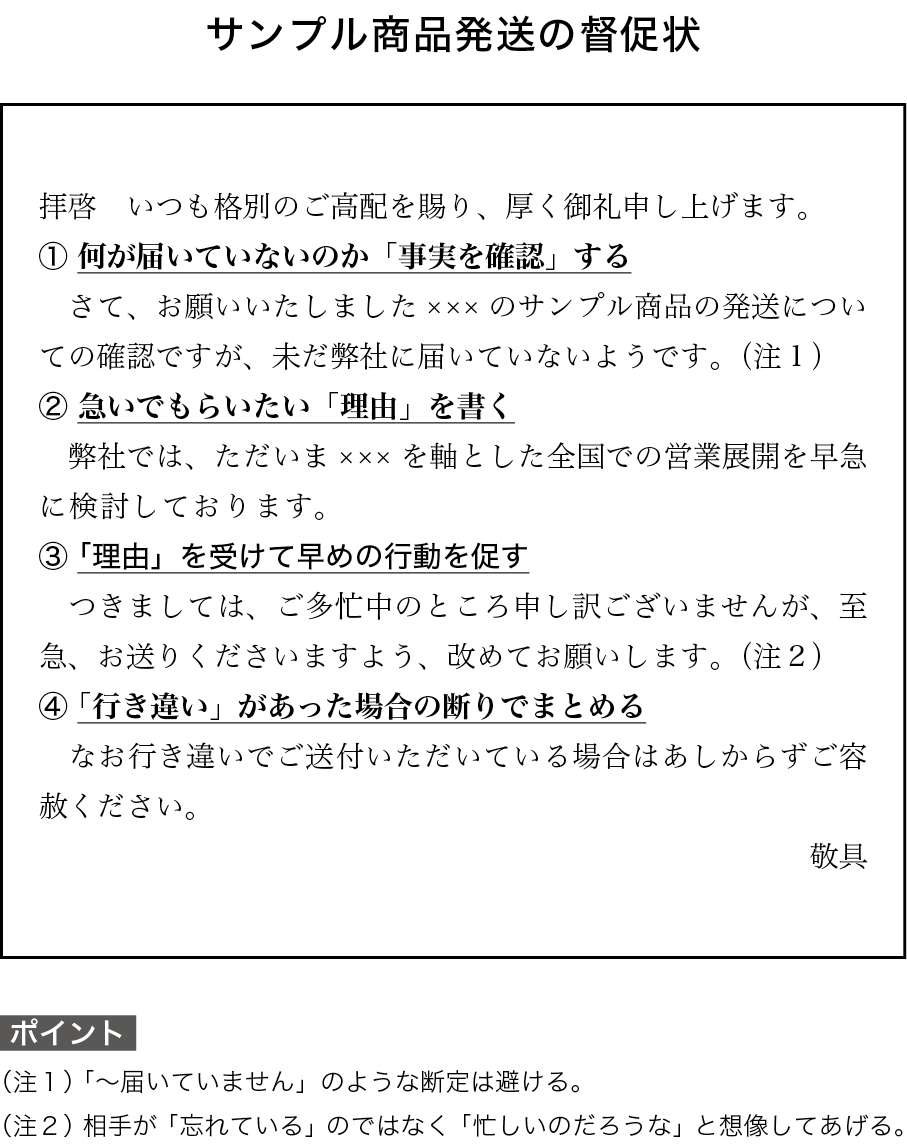 サンプル商品発送の督促状
拝啓　いつも格別のご高配を賜り、厚く御礼申し上げます。
① 何が届いていないのか「事実を確認」する
　さて、お願いいたしました ××× のサンプル商品の発送につい
ての確認ですが、未だ弊社に届いていないようです。（注１）
② 急いでもらいたい「理由」を書く
　弊社では、ただいま ××× を軸とした全国での営業展開を早急
に検討しております。
③「理由」を受けて早めの行動を促す
　つきましては、ご多忙中のところ申し訳ございませんが、至
急、お送りくださいますよう、改めてお願いします。（注２）
④「行き違い」があった場合の断りでまとめる
　なお行き違いでご送付いただいている場合はあしからずご容
赦ください。
敬具
ポイント
（注１）「～届いていません」のような断定は避ける。
（注２）相手が「忘れている」のではなく「忙しいのだろうな」と想像してあげる。